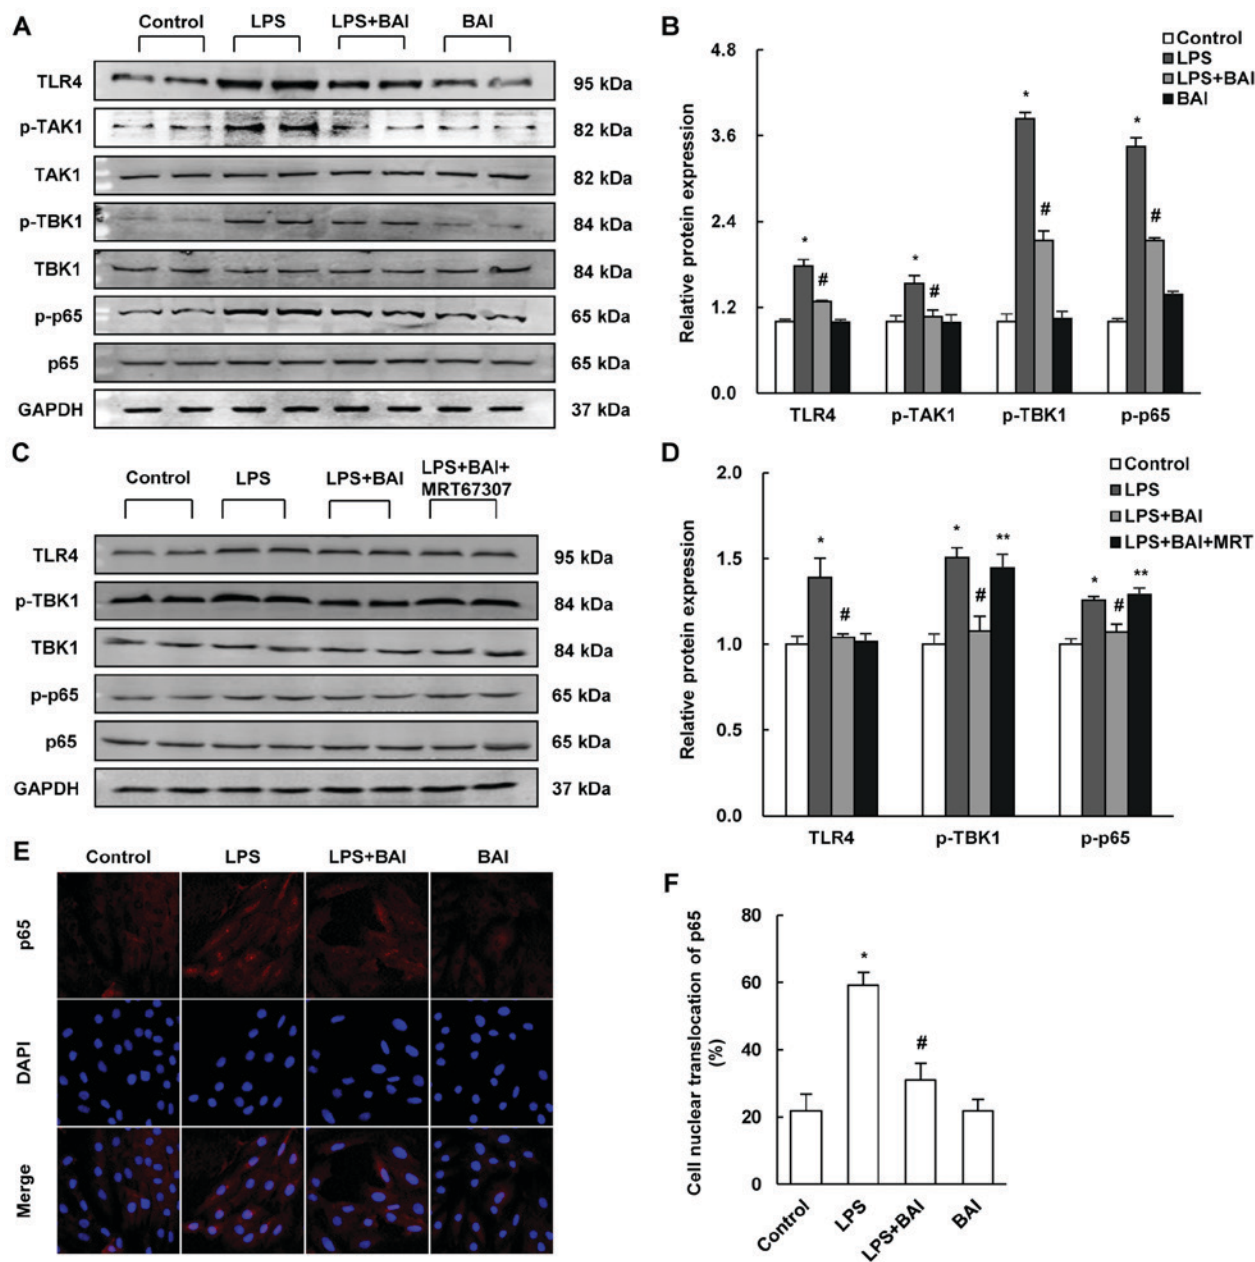 A
Control LPS LPS+BAI BAI
TLR4 95 kDa
p-TAK1 82 kDa
TAK1 82 kDa
p-TBK1 84 kDa
TBK1 84 kDa
p-p65 65 kDa
p65 65 kDa
GAPDH 37 kDa
B
Control
LPS
LPS+BAI
BAI
Relative protein expression
4.8
3.6
2.4
1.2
0.0
* # * # * # * #
TLR4 p-TAK1 p-TBK1 p-p65
C
Control LPS LPS+BAI LPS+BAI+
MRT67307
TLR4 95 kDa
p-TBK1 84 kDa
TBK1 84 kDa
p-p65 65 kDa
p65 65 kDa
GAPDH 37 kDa
D
Control
LPS
LPS+BAI
LPS+BAI+MRT
Relative protein expression
2.0
1.5
1.0
0.5
0.0
* # * # ** * # **
TLR4 p-TBK1 p-p65
E
Control LPS LPS+BAI BAI
p65
DAPI
Merge
F
Cell nuclear translocation of p65
(%)
80
60
40
20
0
* #
Control LPS LPS+BAI BAI